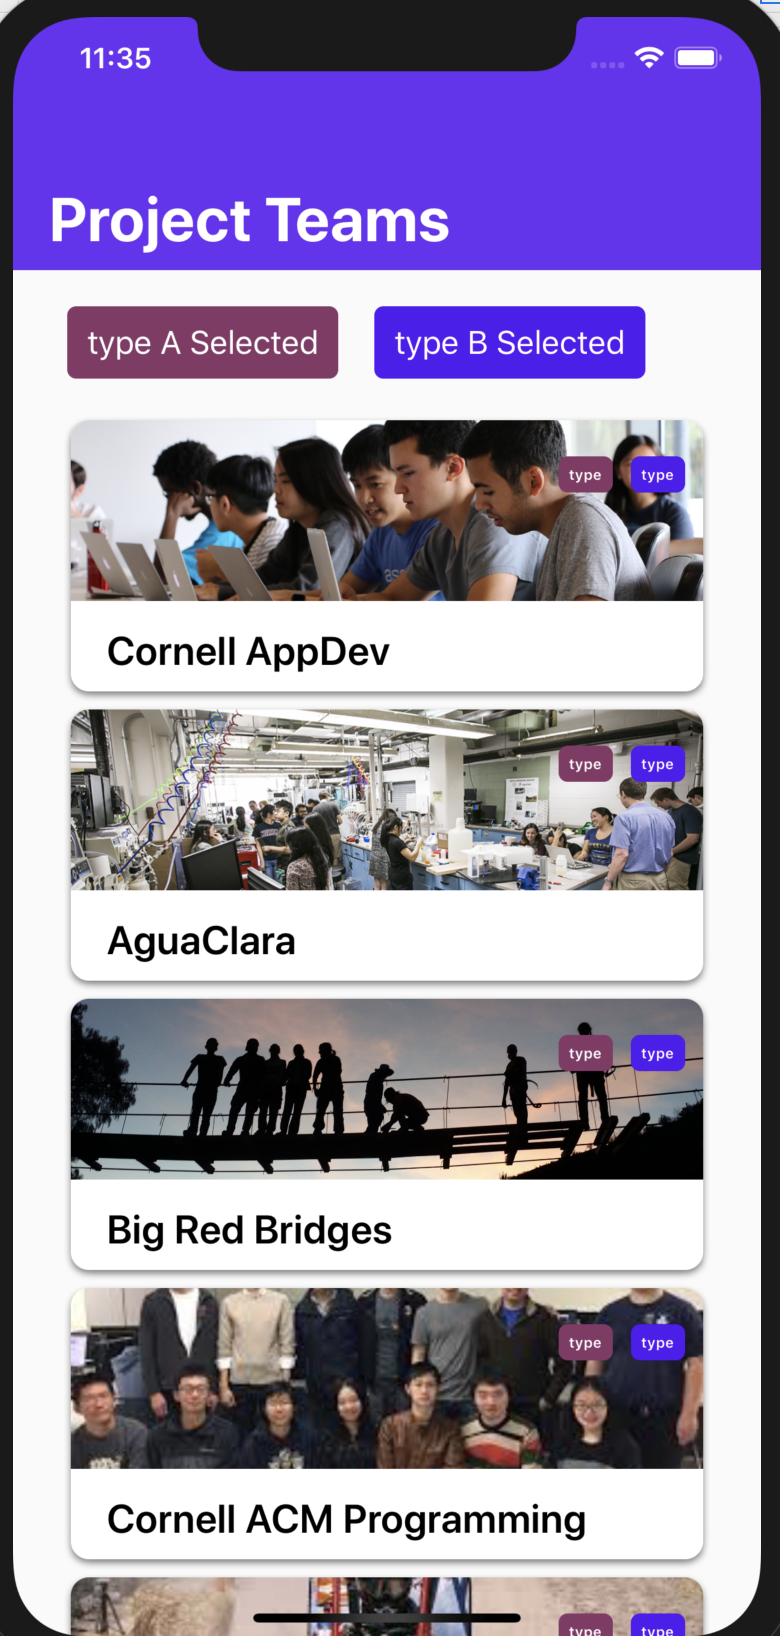 11:35
Project Teams
type A Selected
type B Selected
type
type
Cornell AppDev
type
type
AguaClara
type
type
Big Red Bridges
type
type
Cornell ACM Programming
type
type